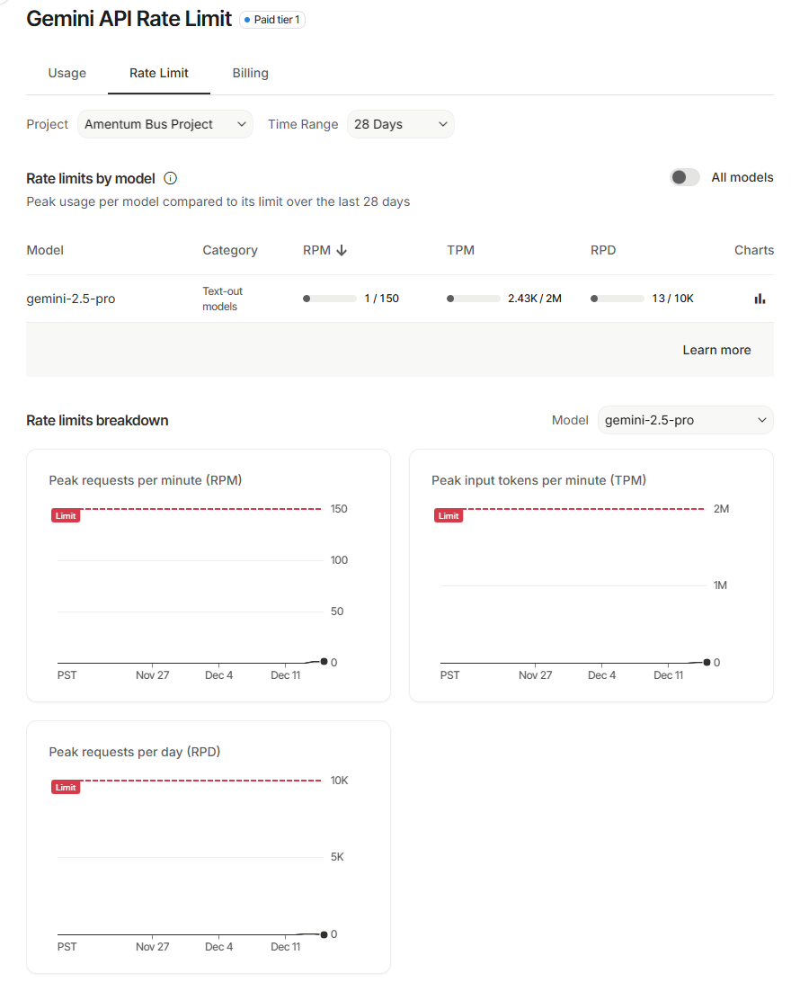 Gemini API Rate Limit Paid tier 1
Usage Rate Limit Billing
Project Amentum Bus Project Time Range 28 Days
Rate limits by model All models
Peak usage per model compared to its limit over the last 28 days
Model Category RPM TPM RPD Charts
gemini-2.5-pro Text-out models 1 / 150 2.43K / 2M 13 / 10K
Learn more
Rate limits breakdown Model gemini-2.5-pro
Peak requests per minute (RPM)
Limit 150
100
50
0
PST Nov 27 Dec 4 Dec 11
Peak input tokens per minute (TPM)
Limit 2M
1M
0
PST Nov 27 Dec 4 Dec 11
Peak requests per day (RPD)
Limit 10K
5K
0
PST Nov 27 Dec 4 Dec 11